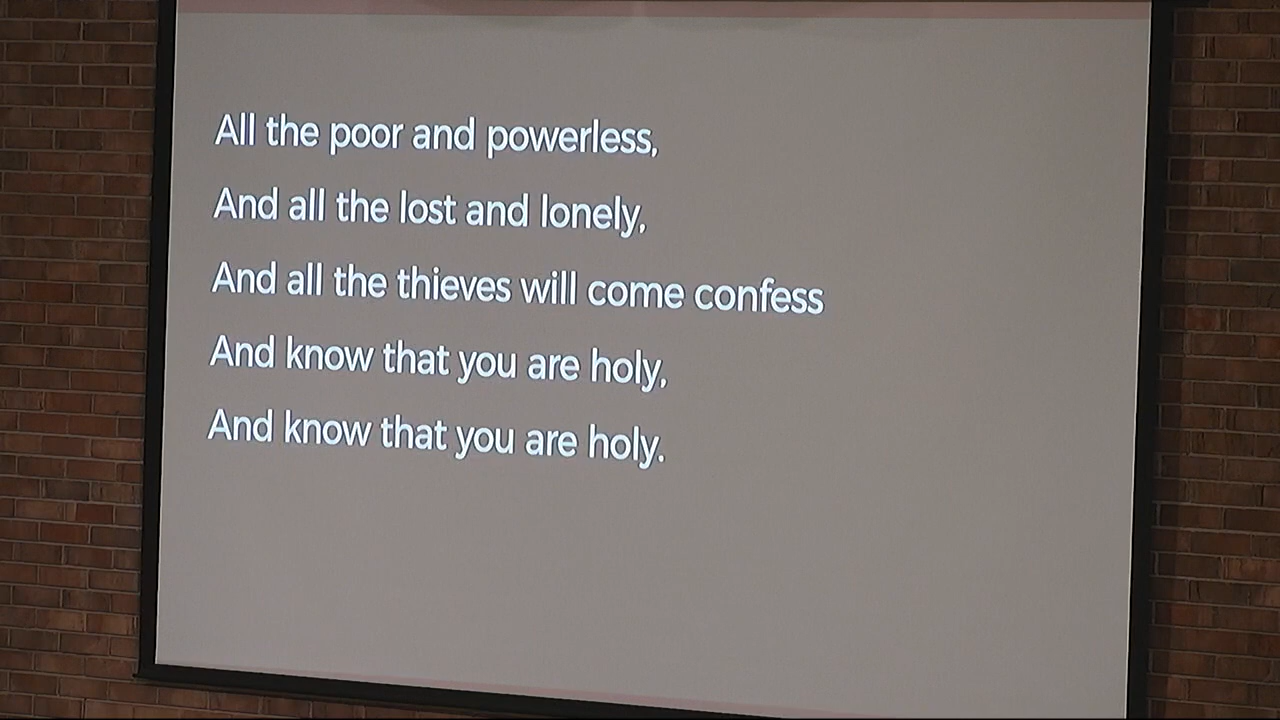 All the poor and powerless,
And all the lost and lonely,
And all the thieves will come confess
And know that you are holy,
And know that you are holy.